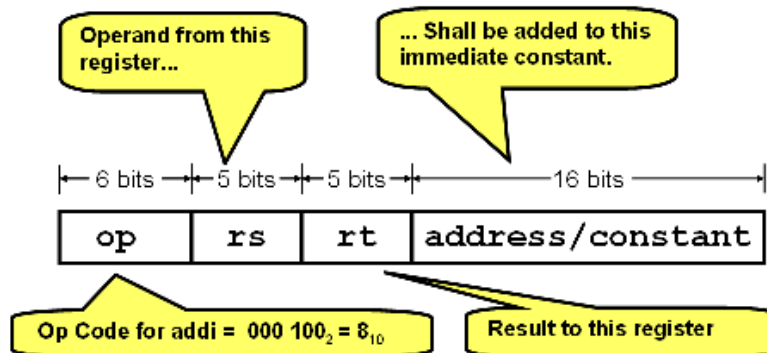 Operand from this
register...
... Shall be added to this
immediate constant.
6 bits 5 bits 5 bits 16 bits
op rs rt address/constant
Op Code for addi = 000 100₂ = 8₁₀
Result to this register